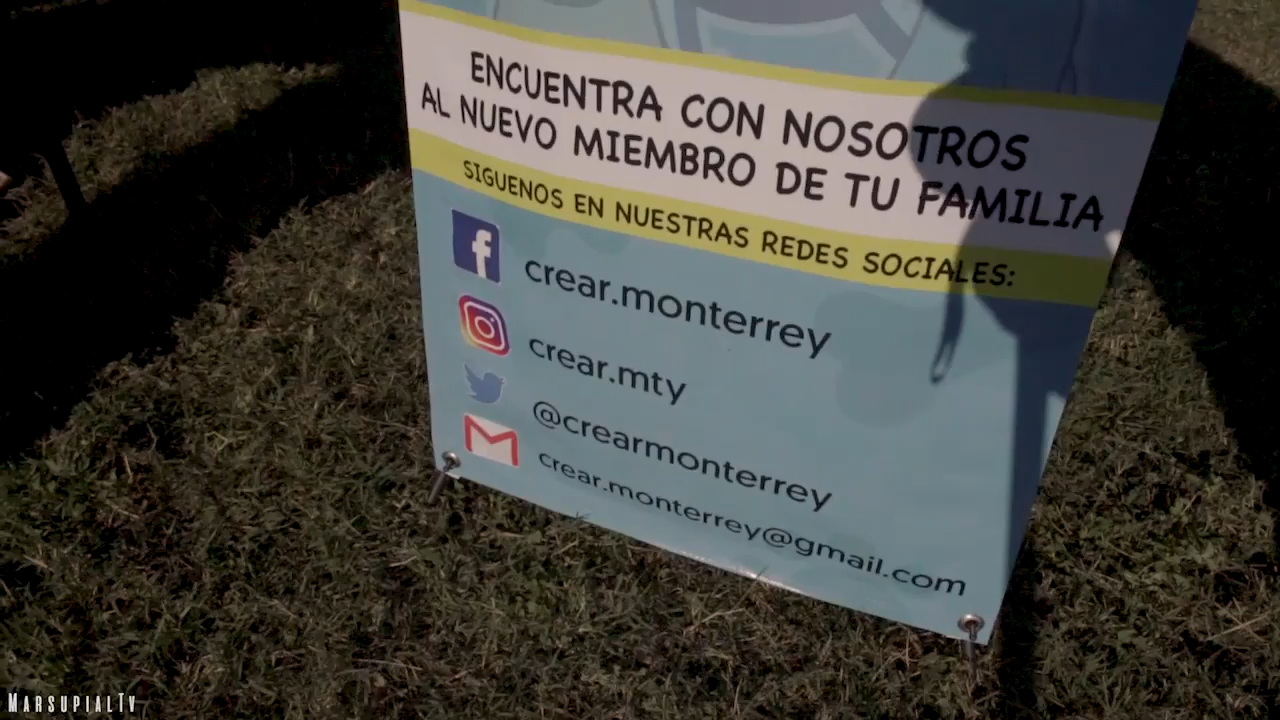 ENCUENTRA CON NOSOTROS
AL NUEVO MIEMBRO DE TU FAMILIA
SIGUENOS EN NUESTRAS REDES SOCIALES:
crear.monterrey
crear.mty
@crearmonterrey
crear.monterrey@gmail.com
MARSUPIALTV